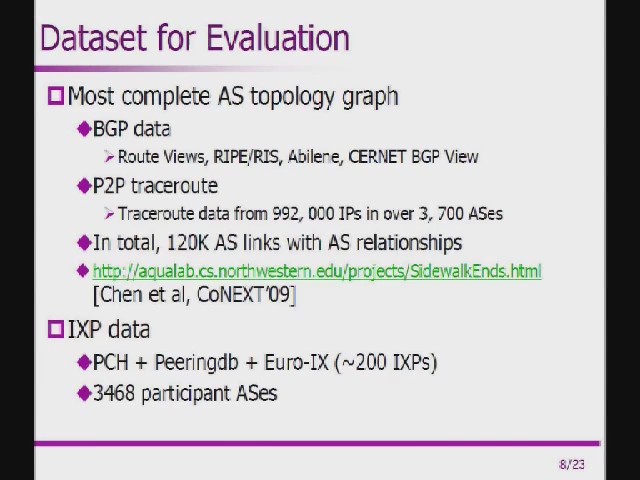 Dataset for Evaluation
Most complete AS topology graph
BGP data
Route Views, RIPE/RIS, Abilene, CERNET BGP View
P2P traceroute
Traceroute data from 992, 000 IPs in over 3, 700 ASes
In total, 120K AS links with AS relationships
http://aqualab.cs.northwestern.edu/projects/SidewalkEnds.html
[Chen et al, CoNEXT'09]
IXP data
PCH + Peeringdb + Euro-IX (~200 IXPs)
3468 participant ASes
8/23